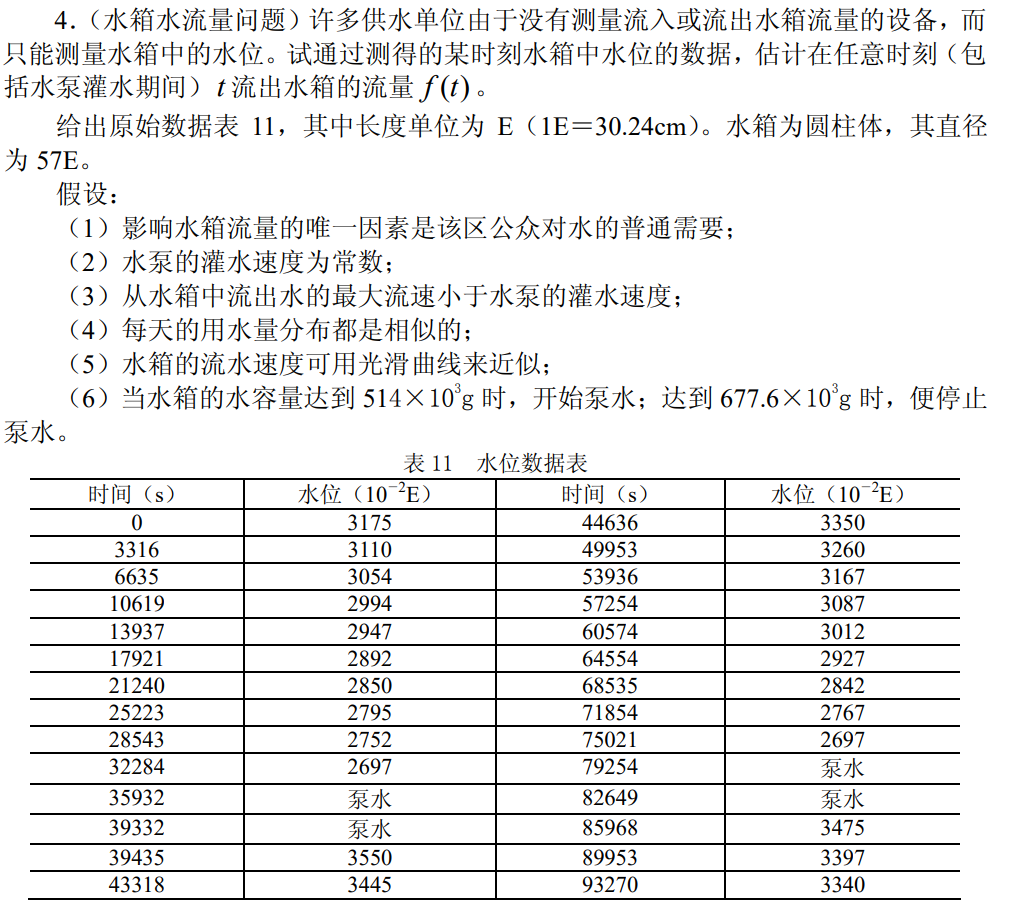 4.（水箱水流量问题）许多供水单位由于没有测量流入或流出水箱流量的设备，而
只能测量水箱中的水位。试通过测得的某时刻水箱中水位的数据，估计在任意时刻（包
括水泵灌水期间）t 流出水箱的流量 f(t)。
给出原始数据表 11，其中长度单位为 E（1E＝30.24cm）。水箱为圆柱体，其直径
为 57E。
假设：
（1）影响水箱流量的唯一因素是该区公众对水的普通需要；
（2）水泵的灌水速度为常数；
（3）从水箱中流出水的最大流速小于水泵的灌水速度；
（4）每天的用水量分布都是相似的；
（5）水箱的流水速度可用光滑曲线来近似；
（6）当水箱的水容量达到 514×10³g 时，开始泵水；达到 677.6×10³g 时，便停止
泵水。
表 11 水位数据表
时间（s） 水位（10⁻²E） 时间（s） 水位（10⁻²E）
0 3175 44636 3350
3316 3110 49953 3260
6635 3054 53936 3167
10619 2994 57254 3087
13937 2947 60574 3012
17921 2892 64554 2927
21240 2850 68535 2842
25223 2795 71854 2767
28543 2752 75021 2697
32284 2697 79254 泵水
35932 泵水 82649 泵水
39332 泵水 85968 3475
39435 3550 89953 3397
43318 3445 93270 3340